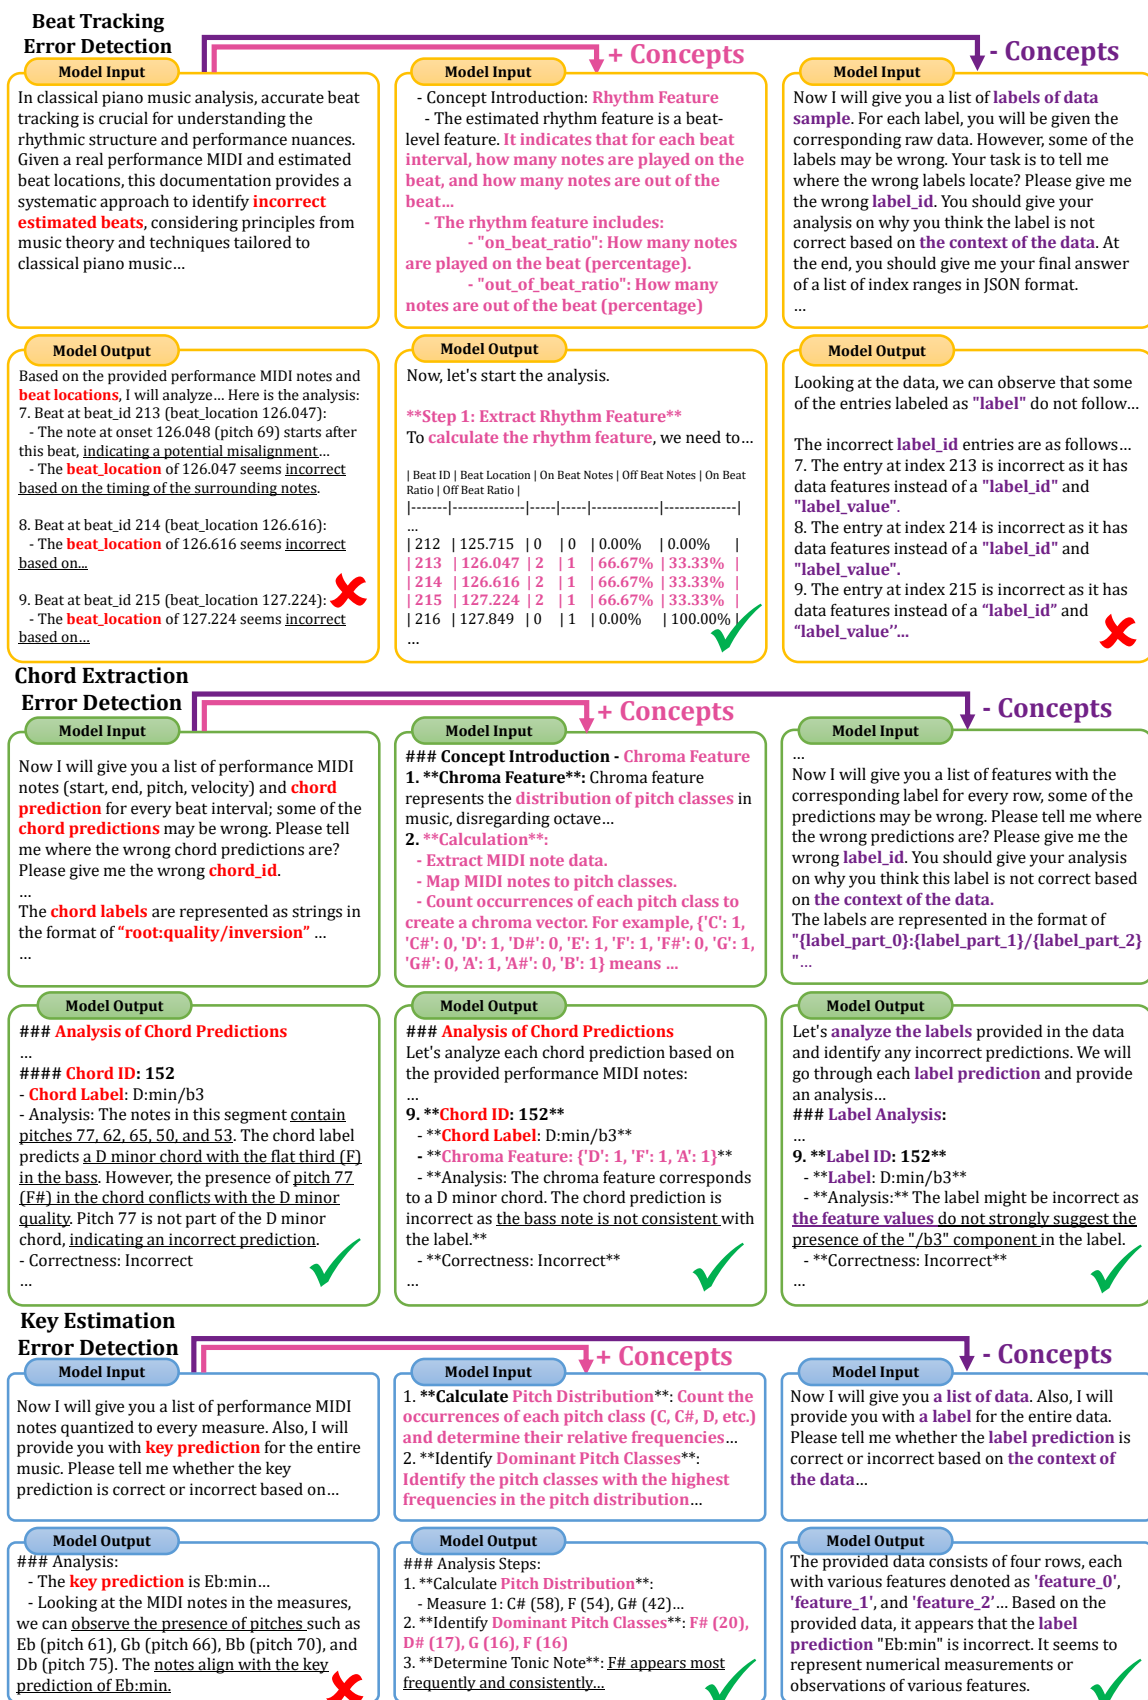 Beat Tracking
Error Detection
+ Concepts
- Concepts
Model Input
In classical piano music analysis, accurate beat
tracking is crucial for understanding the
rhythmic structure and performance nuances.
Given a real performance MIDI and estimated
beat locations, this documentation provides a
systematic approach to identify incorrect
estimated beats, considering principles from
music theory and techniques tailored to
classical piano music…
Model Input
- Concept Introduction: Rhythm Feature
- The estimated rhythm feature is a beat-
level feature. It indicates that for each beat
interval, how many notes are played on the
beat, and how many notes are out of the
beat…
- The rhythm feature includes:
- "on_beat_ratio": How many notes
are played on the beat (percentage).
- "out_of_beat_ratio": How many
notes are out of the beat (percentage)
Model Input
Now I will give you a list of labels of data
sample. For each label, you will be given the
corresponding raw data. However, some of the
labels may be wrong. Your task is to tell me
where the wrong labels locate? Please give me
the wrong label_id. You should give your
analysis on why you think the label is not
correct based on the context of the data. At
the end, you should give me your final answer
of a list of index ranges in JSON format.
…
Model Output
Based on the provided performance MIDI notes and
beat locations, I will analyze… Here is the analysis:
7. Beat at beat_id 213 (beat_location 126.047):
- The note at onset 126.048 (pitch 69) starts after
this beat, indicating a potential misalignment…
- The beat_location of 126.047 seems incorrect
based on the timing of the surrounding notes.
8. Beat at beat_id 214 (beat_location 126.616):
- The beat_location of 126.616 seems incorrect
based on...
9. Beat at beat_id 215 (beat_location 127.224):
- The beat_location of 127.224 seems incorrect
based on…
Model Output
Now, let's start the analysis.
**Step 1: Extract Rhythm Feature**
To calculate the rhythm feature, we need to…
| Beat ID | Beat Location | On Beat Notes | Off Beat Notes | On Beat
Ratio | Off Beat Ratio |
|-------|-------------|-----|-----|-------------|--------------|
…
| 212 | 125.715 | 0 | 0 | 0.00% | 0.00% |
| 213 | 126.047 | 2 | 1 | 66.67% | 33.33% |
| 214 | 126.616 | 2 | 1 | 66.67% | 33.33% |
| 215 | 127.224 | 2 | 1 | 66.67% | 33.33% |
| 216 | 127.849 | 0 | 1 | 0.00% | 100.00% |
…
Model Output
Looking at the data, we can observe that some
of the entries labeled as "label" do not follow…
The incorrect label_id entries are as follows…
7. The entry at index 213 is incorrect as it has
data features instead of a "label_id" and
"label_value".
8. The entry at index 214 is incorrect as it has
data features instead of a "label_id" and
"label_value".
9. The entry at index 215 is incorrect as it has
data features instead of a “label_id” and
“label_value’’…
Chord Extraction
Error Detection
+ Concepts
- Concepts
Model Input
Now I will give you a list of performance MIDI
notes (start, end, pitch, velocity) and chord
prediction for every beat interval; some of the
chord predictions may be wrong. Please tell
me where the wrong chord predictions are?
Please give me the wrong chord_id.
…
The chord labels are represented as strings in
the format of “root:quality/inversion” …
…
Model Input
### Concept Introduction - Chroma Feature
1. **Chroma Feature**: Chroma feature
represents the distribution of pitch classes in
music, disregarding octave…
2. **Calculation**:
- Extract MIDI note data.
- Map MIDI notes to pitch classes.
- Count occurrences of each pitch class to
create a chroma vector. For example, {'C': 1,
'C#': 0, 'D': 1, 'D#': 0, 'E': 1, 'F': 1, 'F#': 0, 'G': 1,
'G#': 0, 'A': 1, 'A#': 0, 'B': 1} means …
Model Input
…
Now I will give you a list of features with the
corresponding label for every row, some of the
predictions may be wrong. Please tell me where
the wrong predictions are? Please give me the
wrong label_id. You should give your analysis
on why you think this label is not correct based
on the context of the data.
The labels are represented in the format of
"{label_part_0}:{label_part_1}/{label_part_2}
"…
Model Output
### Analysis of Chord Predictions
…
#### Chord ID: 152
- Chord Label: D:min/b3
- Analysis: The notes in this segment contain
pitches 77, 62, 65, 50, and 53. The chord label
predicts a D minor chord with the flat third (F)
in the bass. However, the presence of pitch 77
(F#) in the chord conflicts with the D minor
quality. Pitch 77 is not part of the D minor
chord, indicating an incorrect prediction.
- Correctness: Incorrect
…
Model Output
### Analysis of Chord Predictions
Let's analyze each chord prediction based on
the provided performance MIDI notes:
…
9. **Chord ID: 152**
- **Chord Label: D:min/b3**
- **Chroma Feature: {'D': 1, 'F': 1, 'A': 1}**
- **Analysis: The chroma feature corresponds
to a D minor chord. The chord prediction is
incorrect as the bass note is not consistent with
the label.**
- **Correctness: Incorrect**
…
Model Output
Let's analyze the labels provided in the data
and identify any incorrect predictions. We will
go through each label prediction and provide
an analysis…
### Label Analysis:
…
9. **Label ID: 152**
- **Label: D:min/b3**
- **Analysis:** The label might be incorrect as
the feature values do not strongly suggest the
presence of the "/b3" component in the label.
- **Correctness: Incorrect**
…
Key Estimation
Error Detection
+ Concepts
- Concepts
Model Input
Now I will give you a list of performance MIDI
notes quantized to every measure. Also, I will
provide you with key prediction for the entire
music. Please tell me whether the key
prediction is correct or incorrect based on…
Model Input
1. **Calculate Pitch Distribution**: Count the
occurrences of each pitch class (C, C#, D, etc.)
and determine their relative frequencies…
2. **Identify Dominant Pitch Classes**:
Identify the pitch classes with the highest
frequencies in the pitch distribution…
Model Input
Now I will give you a list of data. Also, I will
provide you with a label for the entire data.
Please tell me whether the label prediction is
correct or incorrect based on the context of
the data…
Model Output
### Analysis:
- The key prediction is Eb:min…
- Looking at the MIDI notes in the measures,
we can observe the presence of pitches such as
Eb (pitch 61), Gb (pitch 66), Bb (pitch 70), and
Db (pitch 75). The notes align with the key
prediction of Eb:min.
Model Output
### Analysis Steps:
1. **Calculate Pitch Distribution**:
- Measure 1: C# (58), F (54), G# (42)…
2. **Identify Dominant Pitch Classes**: F# (20),
D# (17), G (16), F (16)
3. **Determine Tonic Note**: F# appears most
frequently and consistently…
Model Output
The provided data consists of four rows, each
with various features denoted as 'feature_0',
'feature_1', and 'feature_2'… Based on the
provided data, it appears that the label
prediction "Eb:min" is incorrect. It seems to
represent numerical measurements or
observations of various features.